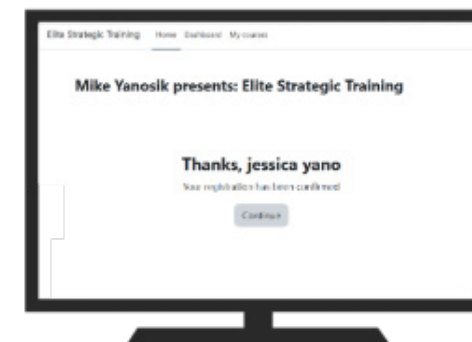 Elite Strategic Training Home Dashboard My courses
Mike Yanosik presents: Elite Strategic Training
Thanks, jessica yano
Your registration has been confirmed
Continue